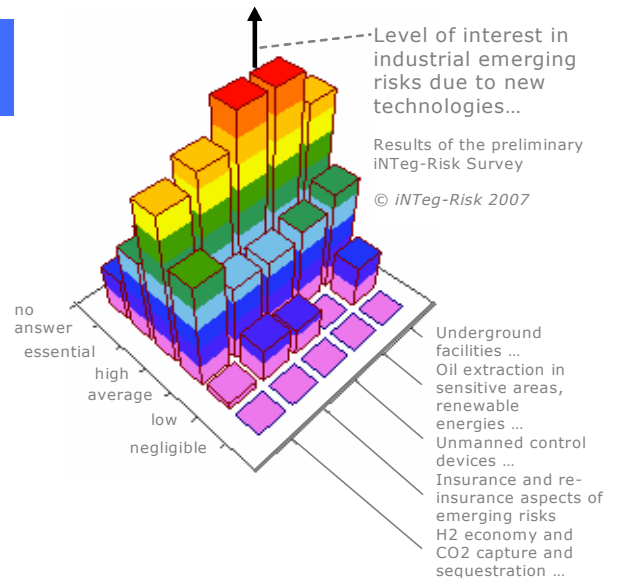 Level of interest in
industrial emerging
risks due to new
technologies…
Results of the preliminary
iNTeg-Risk Survey
© iNTeg-Risk 2007
no
answer
essential
high
average
low
negligible
Underground
facilities …
Oil extraction in
sensitive areas,
renewable
energies …
Unmanned control
devices …
Insurance and re-
insurance aspects of
emerging risks
H2 economy and
CO2 capture and
sequestration …